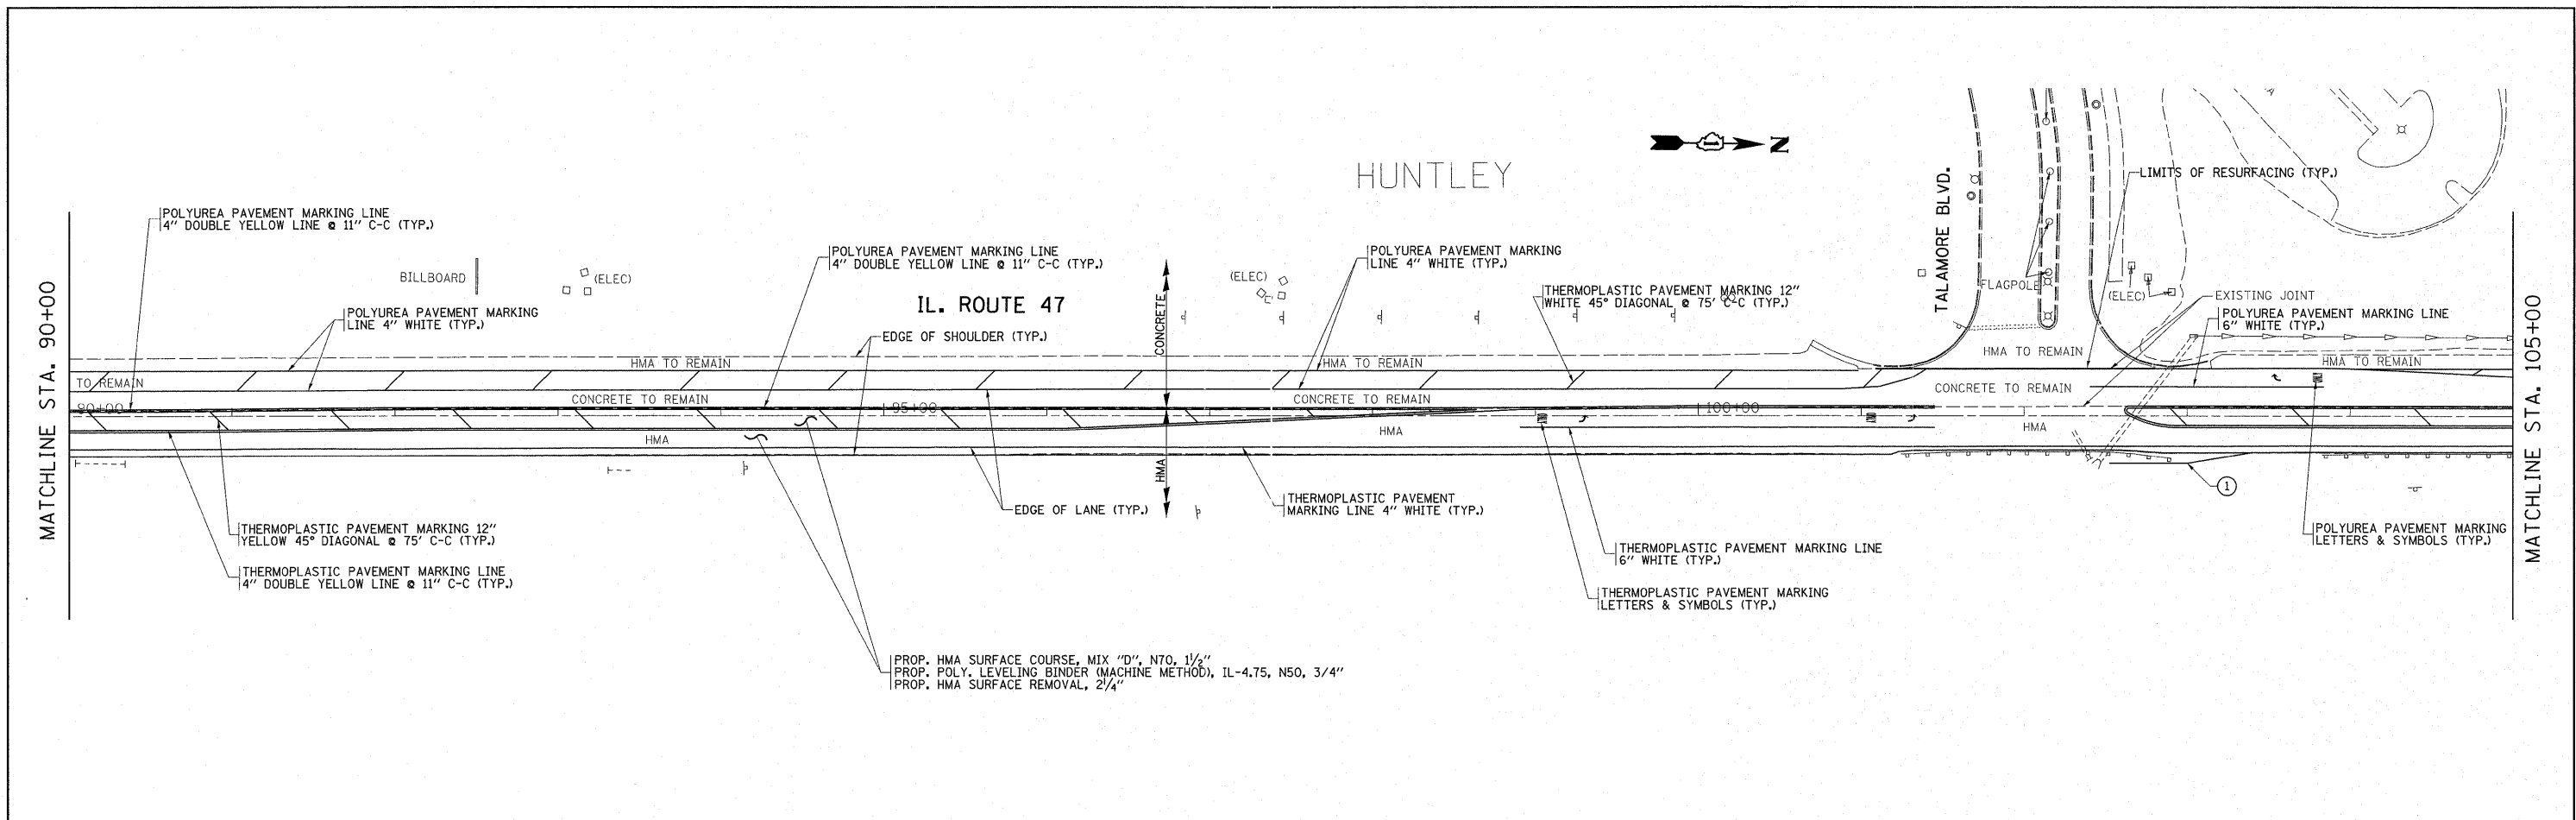 HUNTLEY
N
TALAMORE BLVD.
LIMITS OF RESURFACING (TYP.)
POLYUREA PAVEMENT MARKING LINE
4" DOUBLE YELLOW LINE @ 11" C-C (TYP.)
POLYUREA PAVEMENT MARKING LINE
4" DOUBLE YELLOW LINE @ 11" C-C (TYP.)
POLYUREA PAVEMENT MARKING
LINE 4" WHITE (TYP.)
BILLBOARD
(ELEC)
(ELEC)
FLAGPOLE
(ELEC)
EXISTING JOINT
THERMOPLASTIC PAVEMENT MARKING 12"
WHITE 45° DIAGONAL @ 75' C-C (TYP.)
IL. ROUTE 47
POLYUREA PAVEMENT MARKING
LINE 4" WHITE (TYP.)
POLYUREA PAVEMENT MARKING LINE
6" WHITE (TYP.)
MATCHLINE STA. 90+00
EDGE OF SHOULDER (TYP.)
CONCRETE
HMA
MATCHLINE STA. 105+00
HMA TO REMAIN
HMA TO REMAIN
HMA TO REMAIN
HMA TO REMAIN
TO REMAIN
CONCRETE TO REMAIN
CONCRETE TO REMAIN
CONCRETE TO REMAIN
90+00
95+00
100+00
HMA
HMA
HMA
1
EDGE OF LANE (TYP.)
THERMOPLASTIC PAVEMENT
MARKING LINE 4" WHITE (TYP.)
THERMOPLASTIC PAVEMENT MARKING 12"
YELLOW 45° DIAGONAL @ 75' C-C (TYP.)
THERMOPLASTIC PAVEMENT MARKING LINE
4" DOUBLE YELLOW LINE @ 11" C-C (TYP.)
THERMOPLASTIC PAVEMENT MARKING LINE
6" WHITE (TYP.)
THERMOPLASTIC PAVEMENT MARKING
LETTERS & SYMBOLS (TYP.)
POLYUREA PAVEMENT MARKING
LETTERS & SYMBOLS (TYP.)
PROP. HMA SURFACE COURSE, MIX "D", N70, 1½"
PROP. POLY. LEVELING BINDER (MACHINE METHOD), IL-4.75, N50, 3/4"
PROP. HMA SURFACE REMOVAL, 2¼"